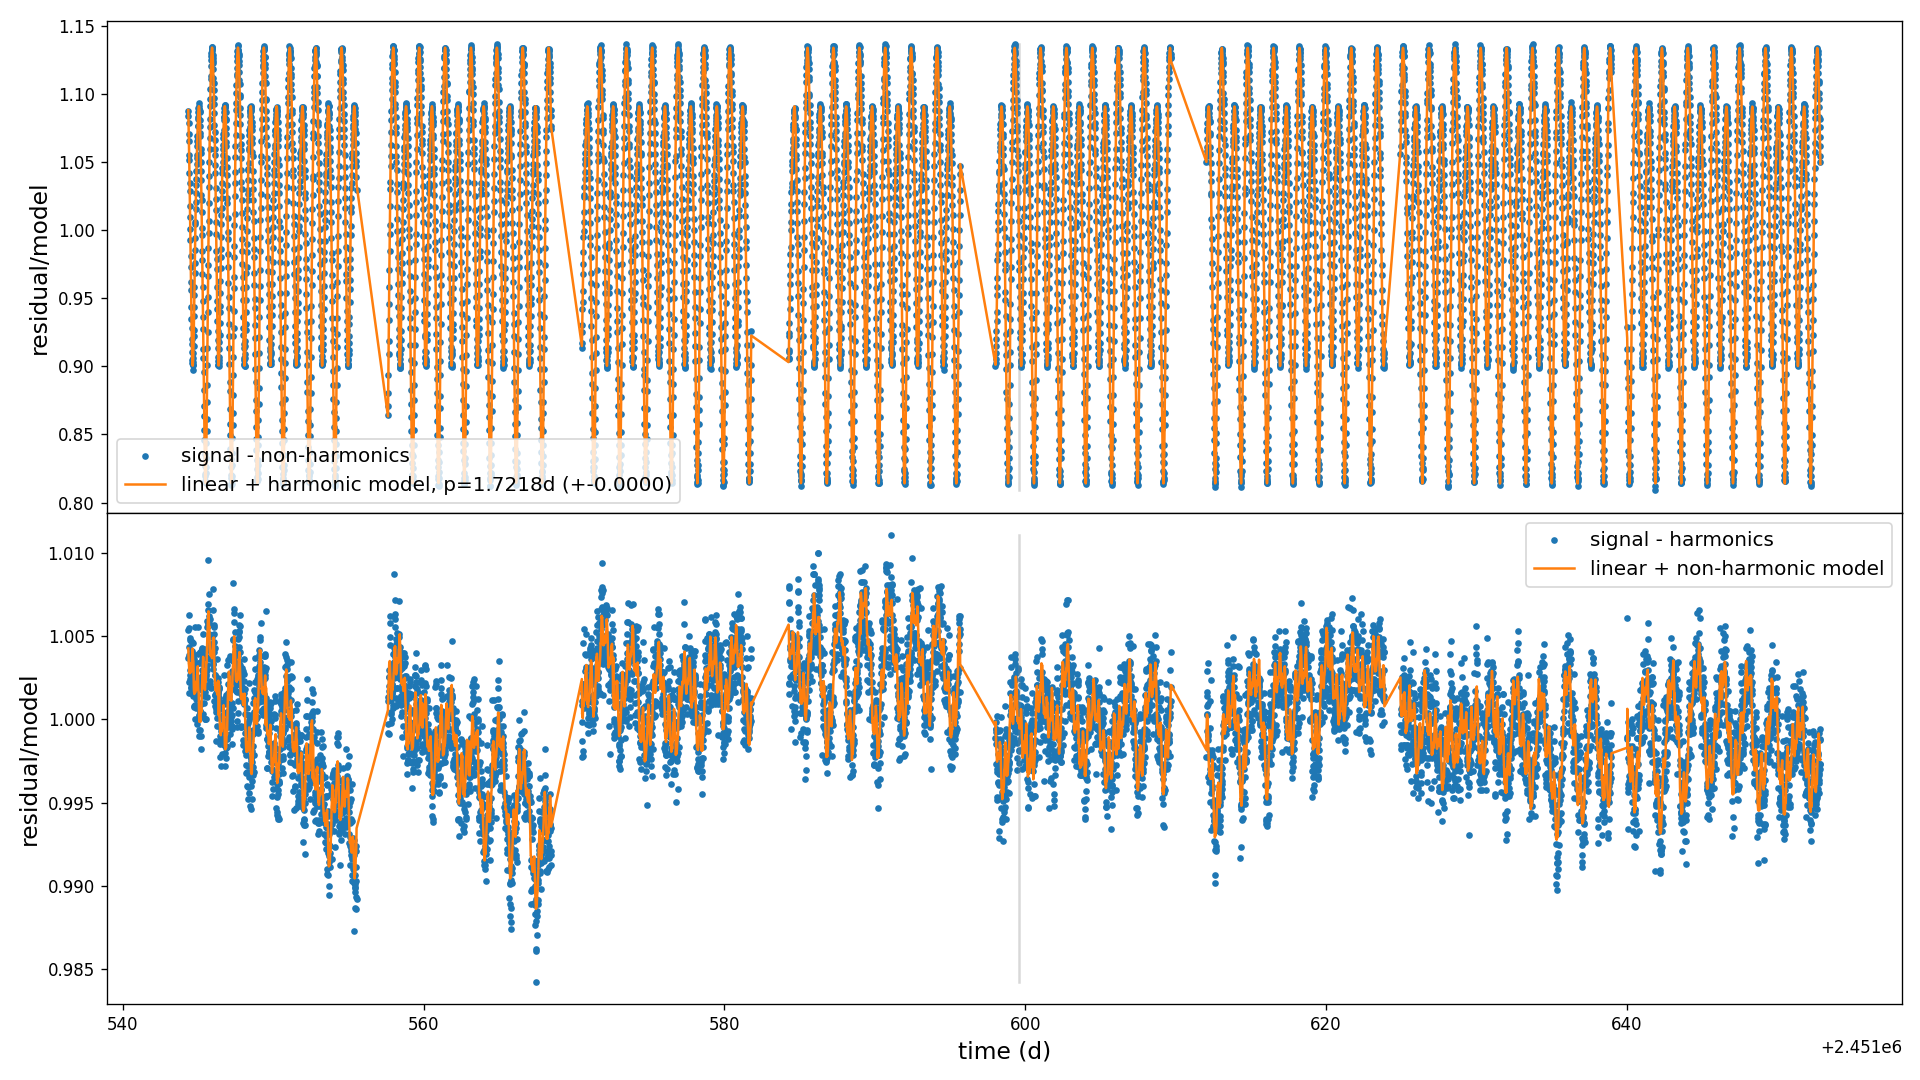 1.15
1.10
1.05
1.00
0.95
0.90
0.85
0.80
residual/model
signal - non-harmonics
linear + harmonic model, p=1.7218d (+-0.0000)
1.010
1.005
1.000
0.995
0.990
0.985
residual/model
signal - harmonics
linear + non-harmonic model
540
560
580
600
620
640
time (d)
+2.451e6